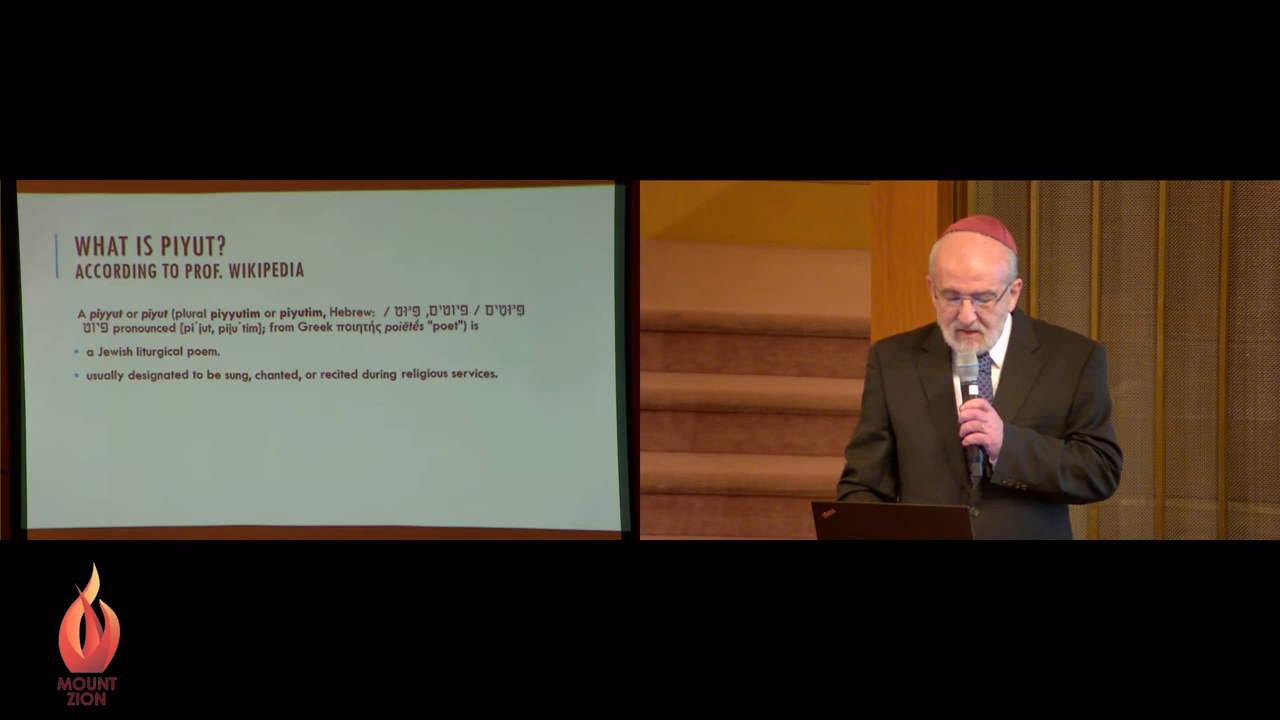 WHAT IS PIYUT?
ACCORDING TO PROF. WIKIPEDIA
A piyyut or piyut (plural piyyutim or piyutim, Hebrew: פִּיּוּטִים / פיוטים, פִּיּוּט /
פיוט pronounced [piˈjut, pijuˈtim]; from Greek ποιητής poiētḗs "poet") is
• a Jewish liturgical poem.
• usually designated to be sung, chanted, or recited during religious services.
MOUNT
ZION